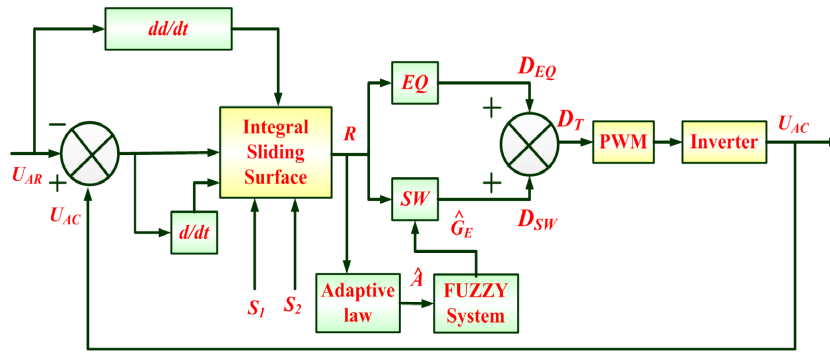 dd/dt
−
U_AR
+
U_AC
d/dt
Integral
Sliding
Surface
S_1
S_2
R
EQ
SW
Adaptive
law
Â
FUZZY
System
Ĝ_E
D_EQ
+
+
D_SW
D_T
PWM
Inverter
U_AC